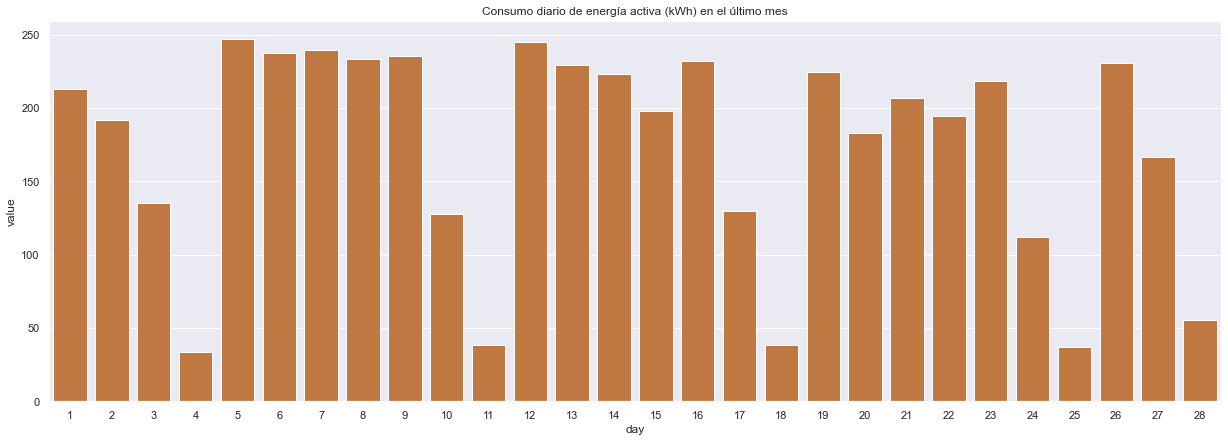 Consumo diario de energía activa (kWh) en el último mes
250
200
150
100
50
0
value
1 2 3 4 5 6 7 8 9 10 11 12 13 14 15 16 17 18 19 20 21 22 23 24 25 26 27 28
day